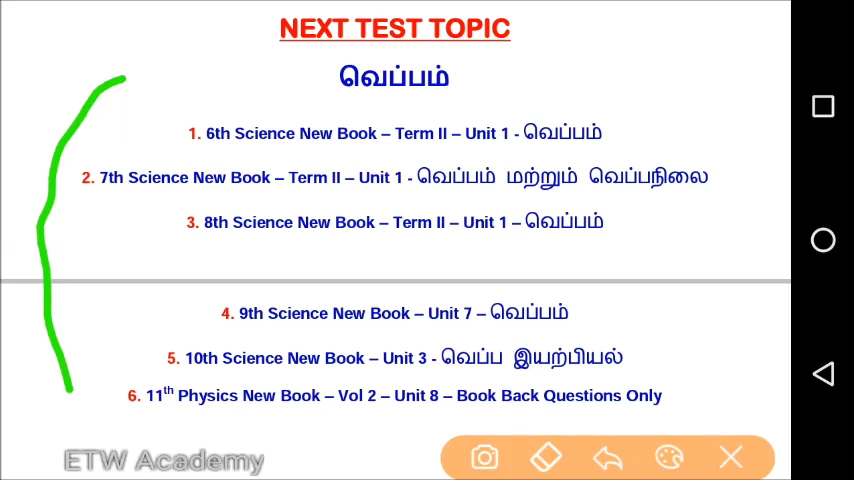 NEXT TEST TOPIC
வெப்பம்
1. 6th Science New Book – Term II – Unit 1 - வெப்பம்
2. 7th Science New Book – Term II – Unit 1 - வெப்பம் மற்றும் வெப்பநிலை
3. 8th Science New Book – Term II – Unit 1 – வெப்பம்
4. 9th Science New Book – Unit 7 – வெப்பம்
5. 10th Science New Book – Unit 3 - வெப்ப இயற்பியல்
6. 11th Physics New Book – Vol 2 – Unit 8 – Book Back Questions Only
ETW Academy